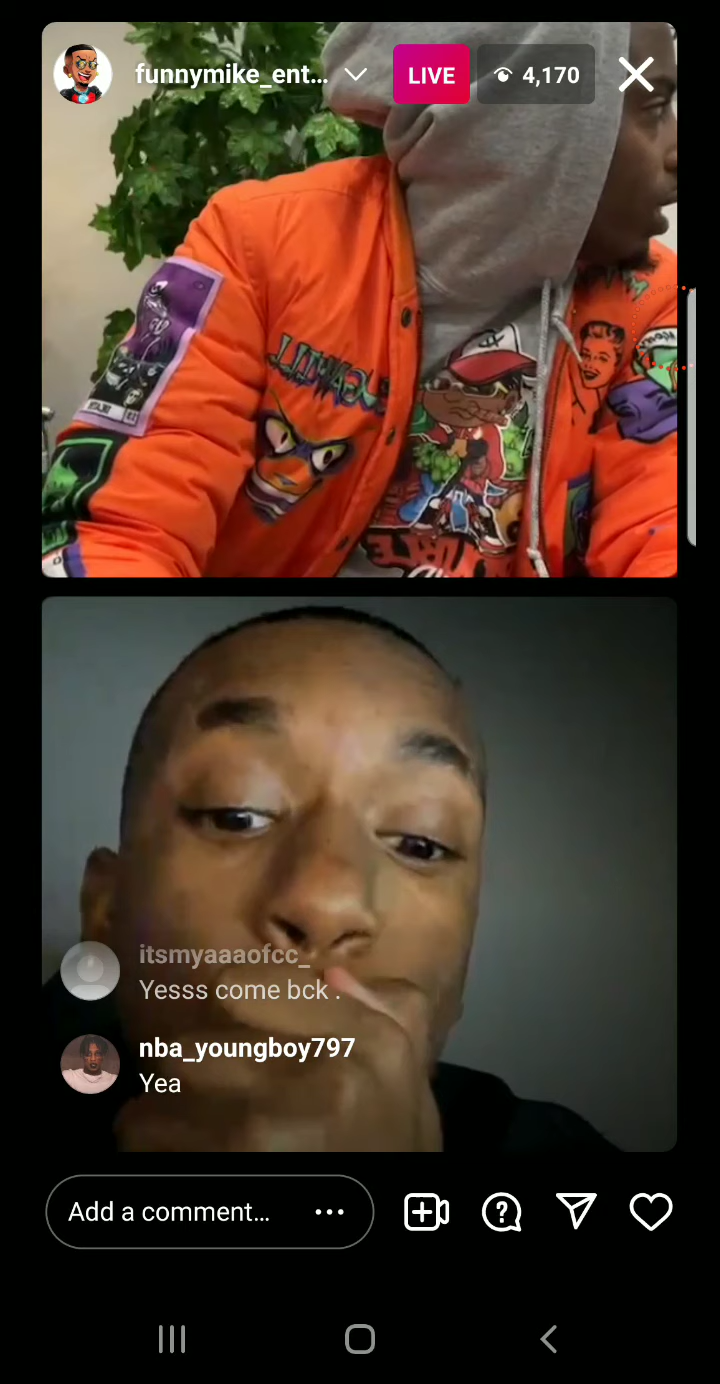 funnymike_ent...
LIVE
4,170
itsmyaaaofcc_
Yesss come bck .
nba_youngboy797
Yea
Add a comment...